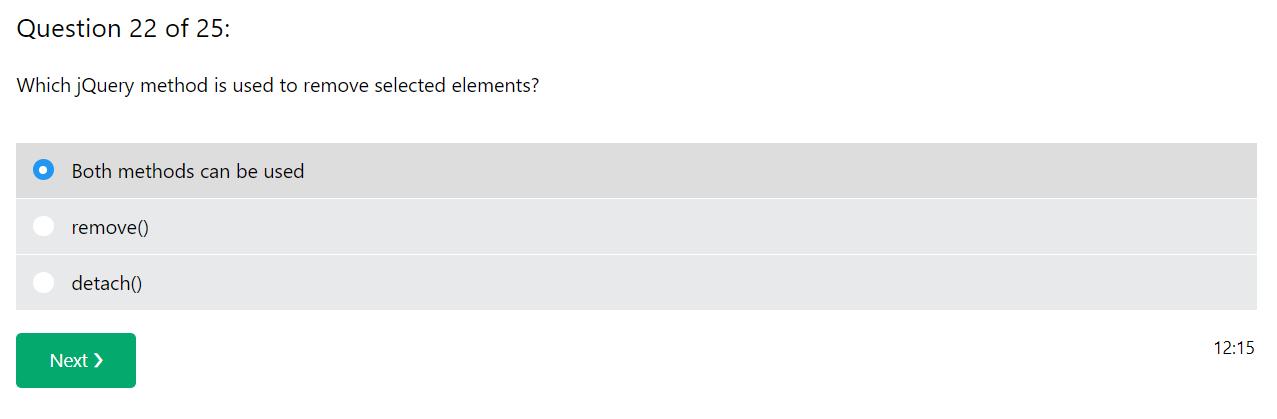 Question 22 of 25:
Which jQuery method is used to remove selected elements?
Both methods can be used
remove()
detach()
Next ❯
12:15